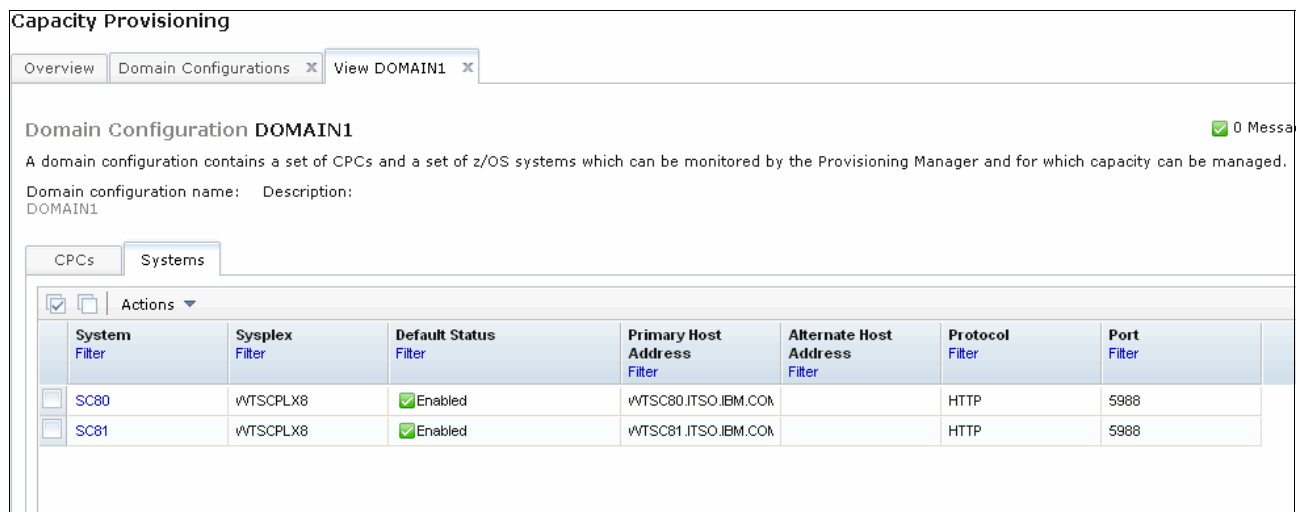 Capacity Provisioning
Overview Domain Configurations X View DOMAIN1 X
Domain Configuration DOMAIN1 0 Messa
A domain configuration contains a set of CPCs and a set of z/OS systems which can be monitored by the Provisioning Manager and for which capacity can be managed.
Domain configuration name: Description:
DOMAIN1
CPCs Systems
Actions
System Sysplex Default Status Primary Host Alternate Host Protocol Port
Filter Filter Filter Address Address Filter Filter
Filter Filter
SC80 WTSCPLX8 Enabled WTSC80.ITSO.IBM.COM HTTP 5988
SC81 WTSCPLX8 Enabled WTSC81.ITSO.IBM.COM HTTP 5988